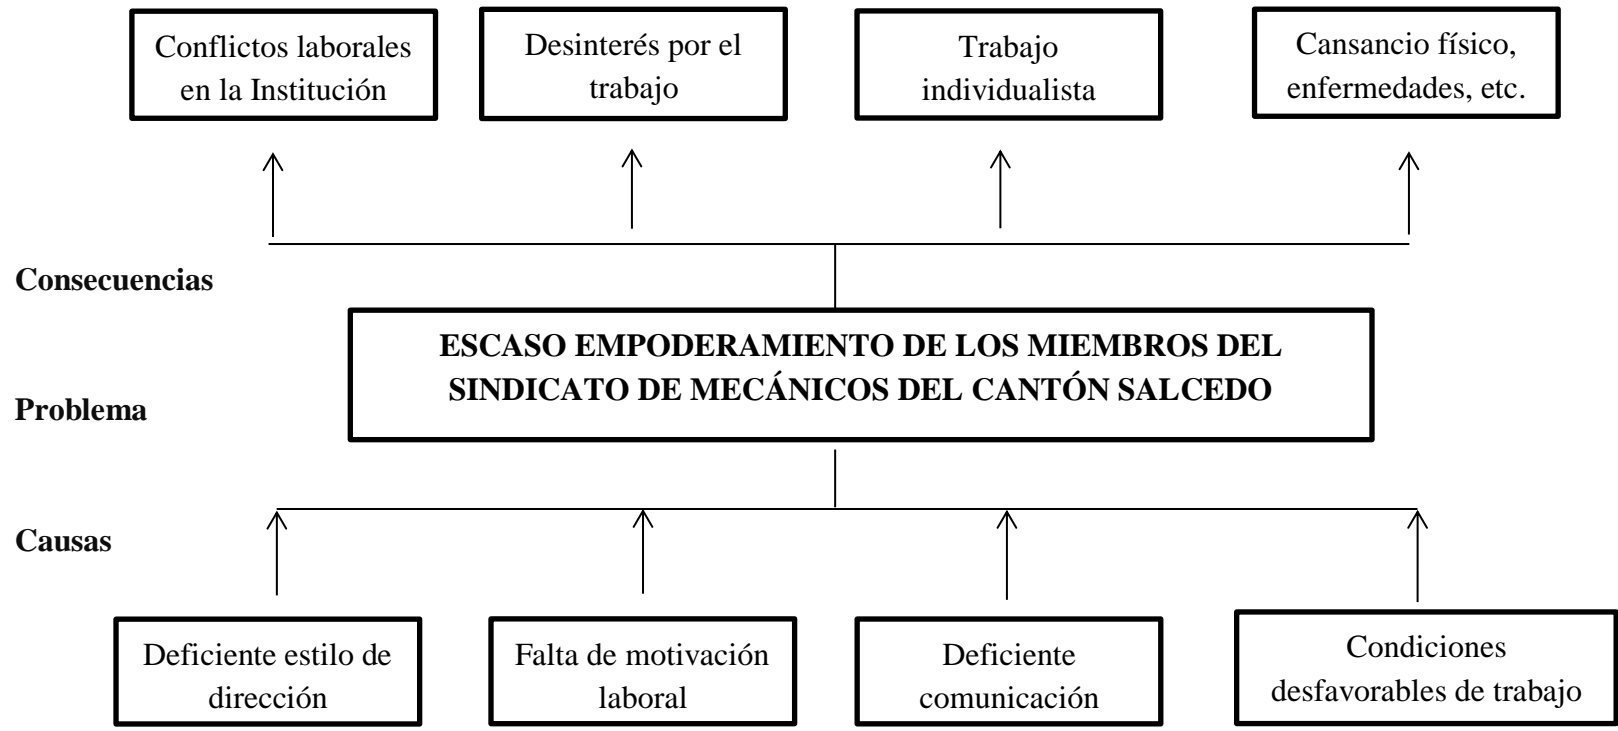 Conflictos laborales
en la Institución
Desinterés por el
trabajo
Trabajo
individualista
Cansancio físico,
enfermedades, etc.
Consecuencias
ESCASO EMPODERAMIENTO DE LOS MIEMBROS DEL
SINDICATO DE MECÁNICOS DEL CANTÓN SALCEDO
Problema
Causas
Deficiente estilo de
dirección
Falta de motivación
laboral
Deficiente
comunicación
Condiciones
desfavorables de trabajo